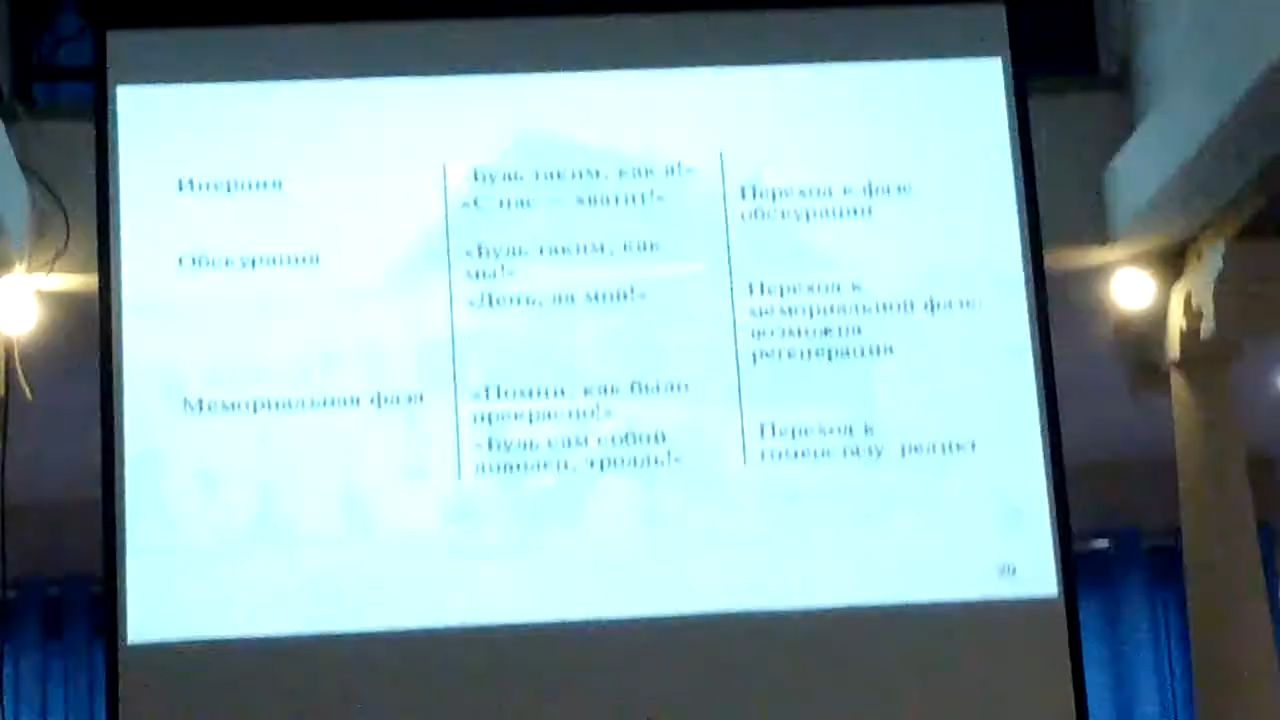 Инерция
«Будь таким, как я!»
«С нас — хватит!»
Переход к фазе
обскурации
Обскурация
«Будь таким, как
мы!»
«День, да мой!»
Переход к
мемориальной фазе,
возможна
регенерация
Мемориальная фаза
«Помни, как было
прекрасно!»
«Будь сам собой
доволен, тролль!»
Переход к
гомеостазу реликт